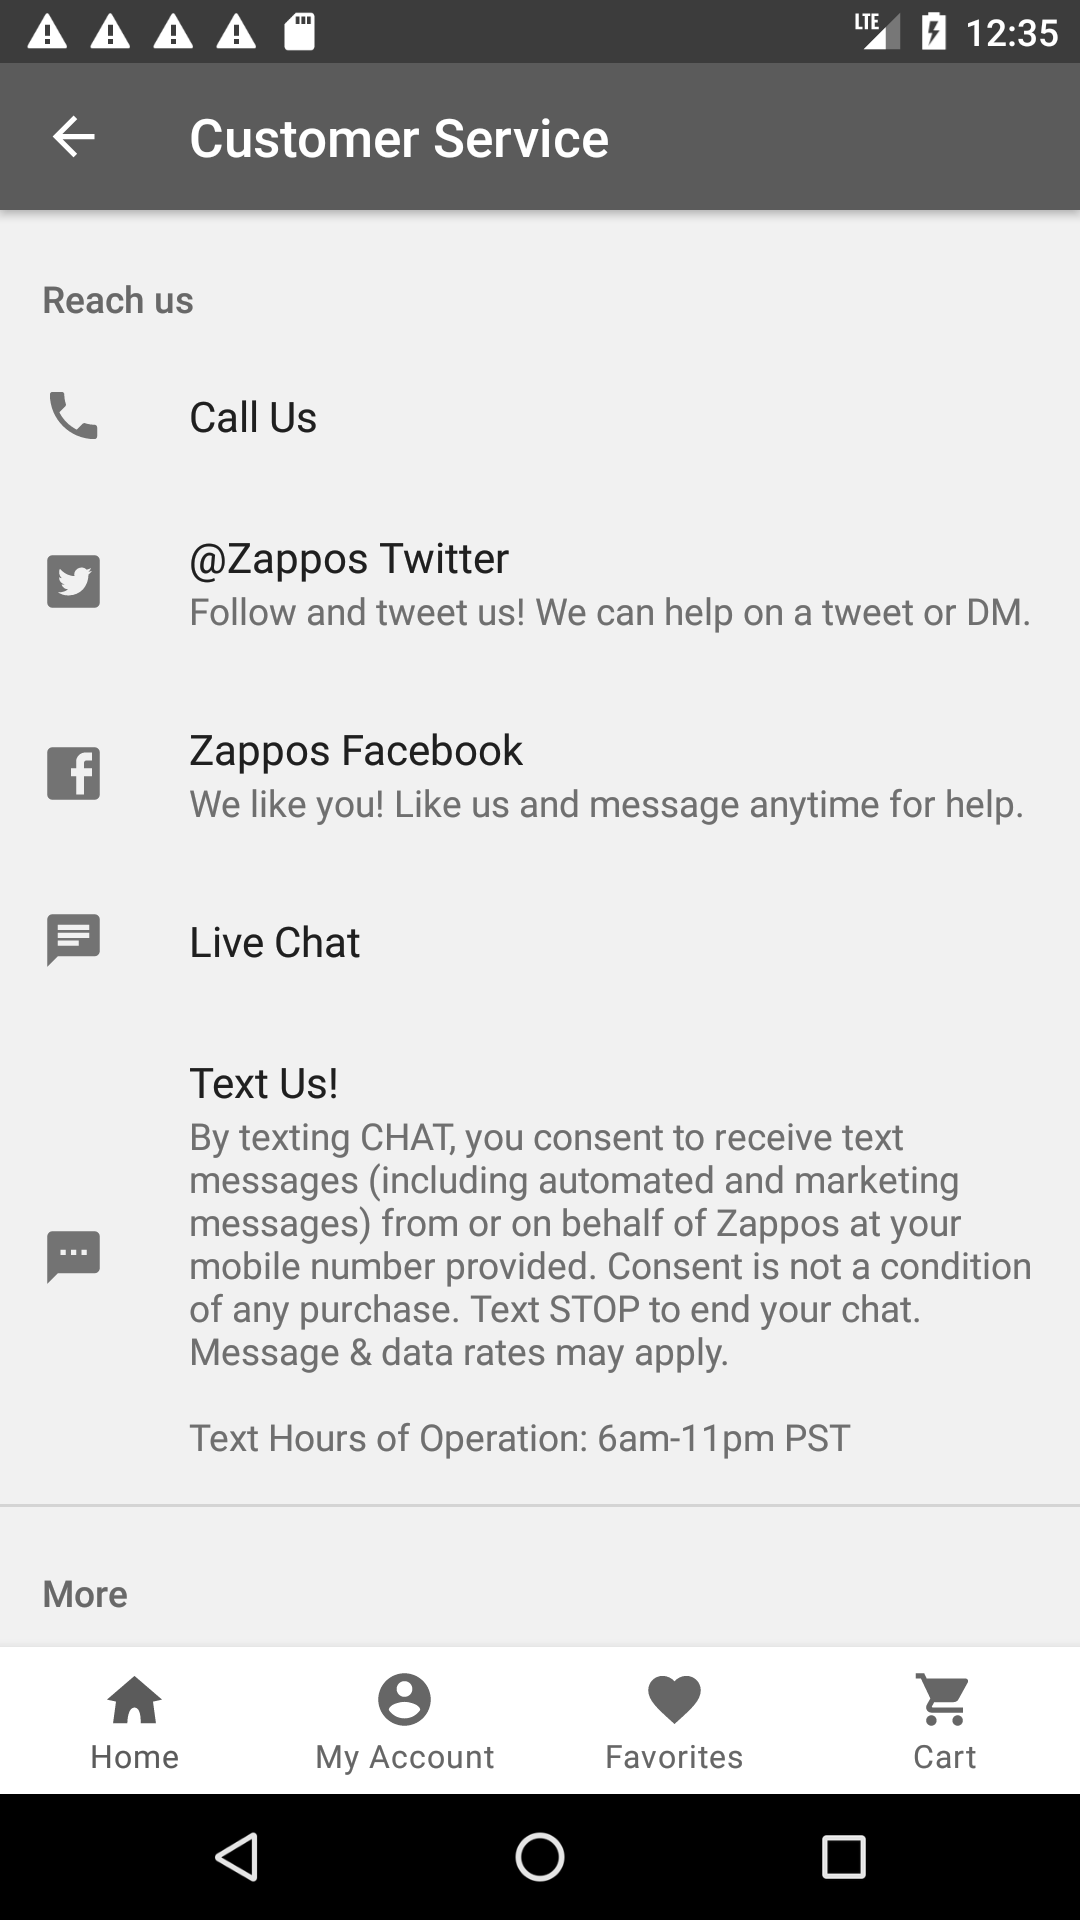 LTE 12:35
Customer Service
Reach us
Call Us
@Zappos Twitter
Follow and tweet us! We can help on a tweet or DM.
Zappos Facebook
We like you! Like us and message anytime for help.
Live Chat
Text Us!
By texting CHAT, you consent to receive text
messages (including automated and marketing
messages) from or on behalf of Zappos at your
mobile number provided. Consent is not a condition
of any purchase. Text STOP to end your chat.
Message & data rates may apply.
Text Hours of Operation: 6am-11pm PST
More
Home My Account Favorites Cart